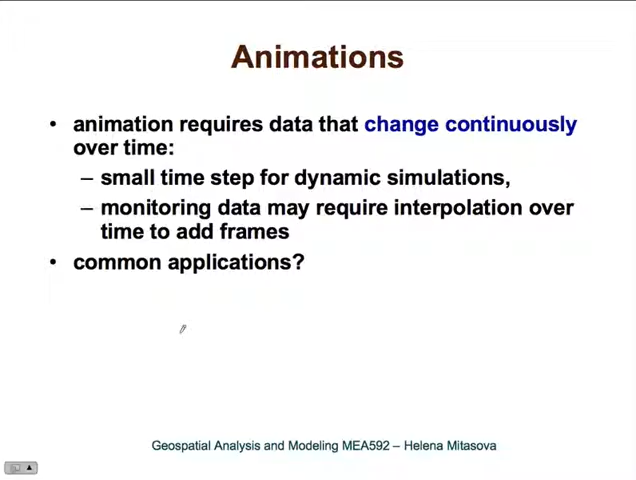 Animations
• animation requires data that change continuously
over time:
– small time step for dynamic simulations,
– monitoring data may require interpolation over
time to add frames
• common applications?
Geospatial Analysis and Modeling MEA592 – Helena Mitasova